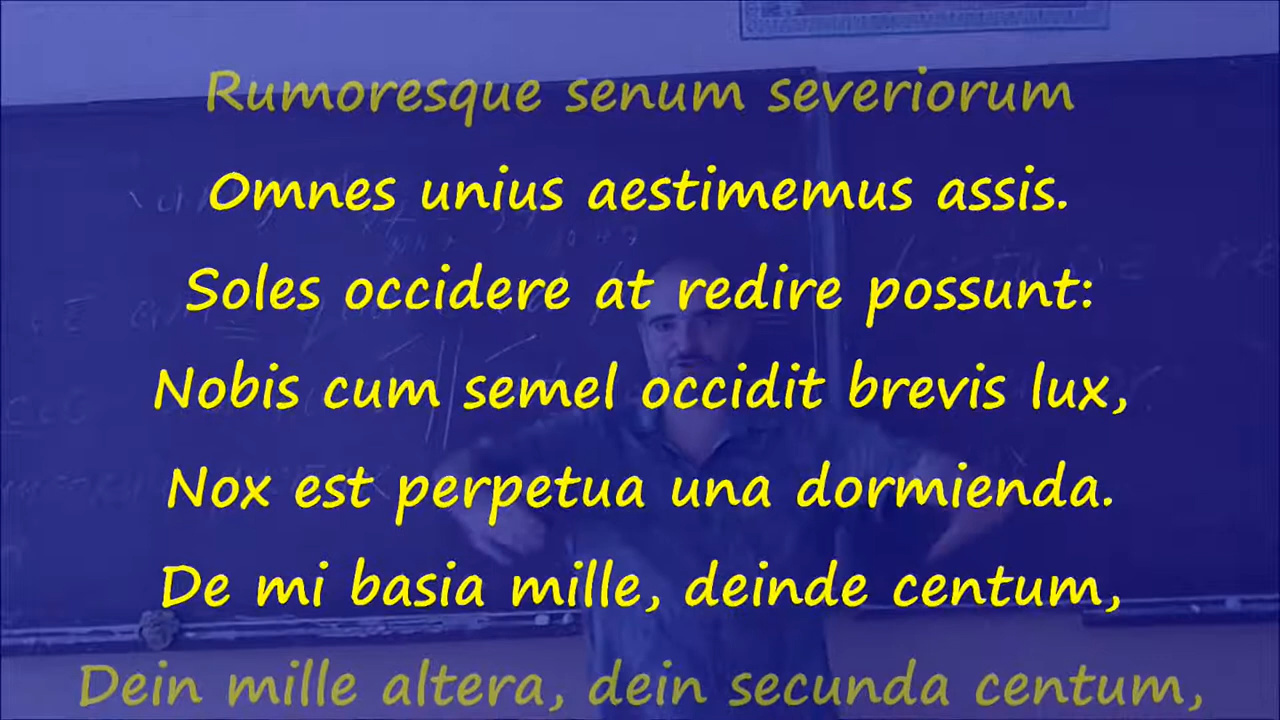 Rumoresque senum severiorum
Omnes unius aestimemus assis.
Soles occidere at redire possunt:
Nobis cum semel occidit brevis lux,
Nox est perpetua una dormienda.
De mi basia mille, deinde centum,
Dein mille altera, dein secunda centum,